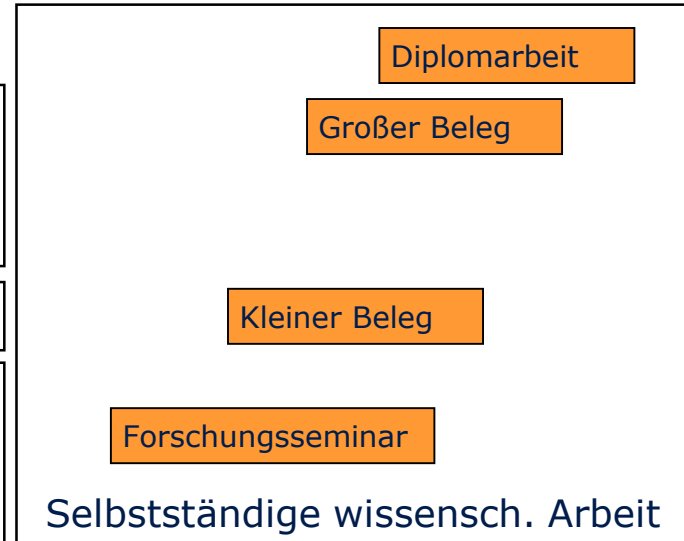 Diplomarbeit
Großer Beleg
Kleiner Beleg
Forschungsseminar
Selbstständige wissensch. Arbeit